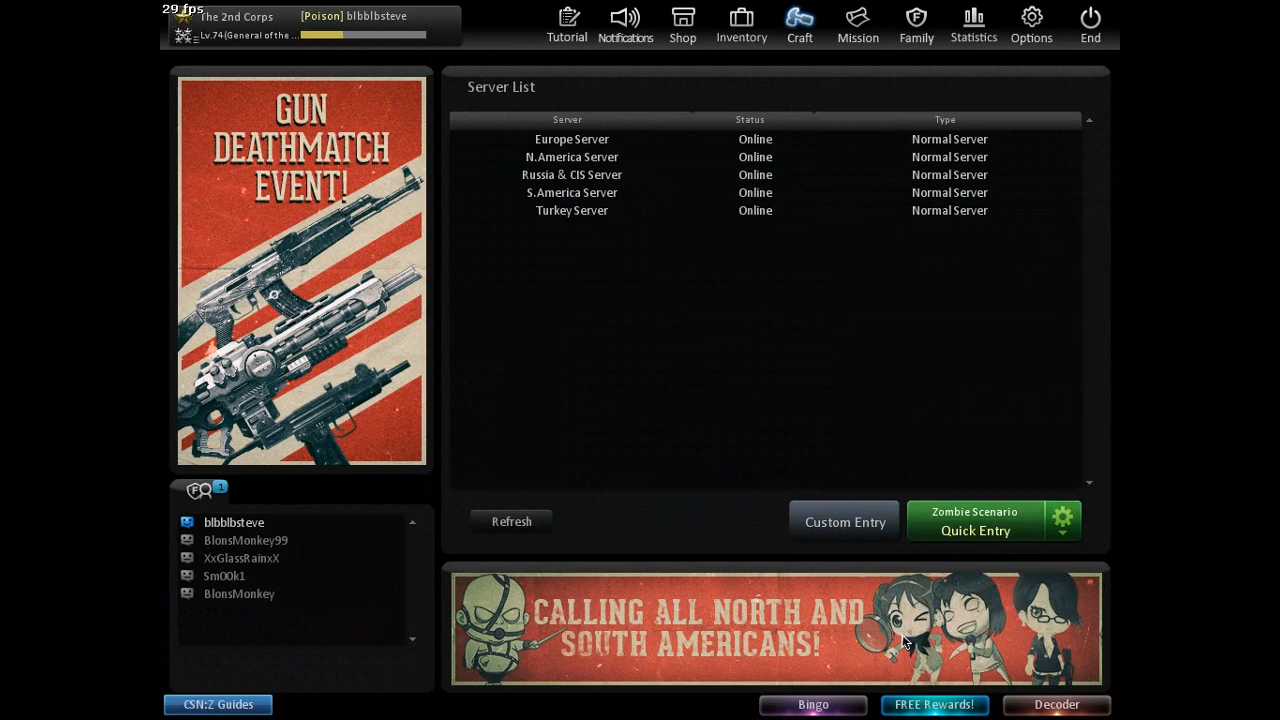 29 fps
The 2nd Corps [Poison] blbblbsteve
Lv.74(General of the ...
Tutorial Notifications Shop Inventory Craft Mission Family Statistics Options End
GUN
DEATHMATCH
EVENT!
Server List
Server Status Type
Europe Server Online Normal Server
N.America Server Online Normal Server
Russia & CIS Server Online Normal Server
S.America Server Online Normal Server
Turkey Server Online Normal Server
F 1
blbblbsteve
BlonsMonkey99
XxGlassRainxX
Sm00k1
BlonsMonkey
Refresh
Custom Entry
Zombie Scenario
Quick Entry
CALLING ALL NORTH AND
SOUTH AMERICANS!
CSN:Z Guides
Bingo
FREE Rewards!
Decoder